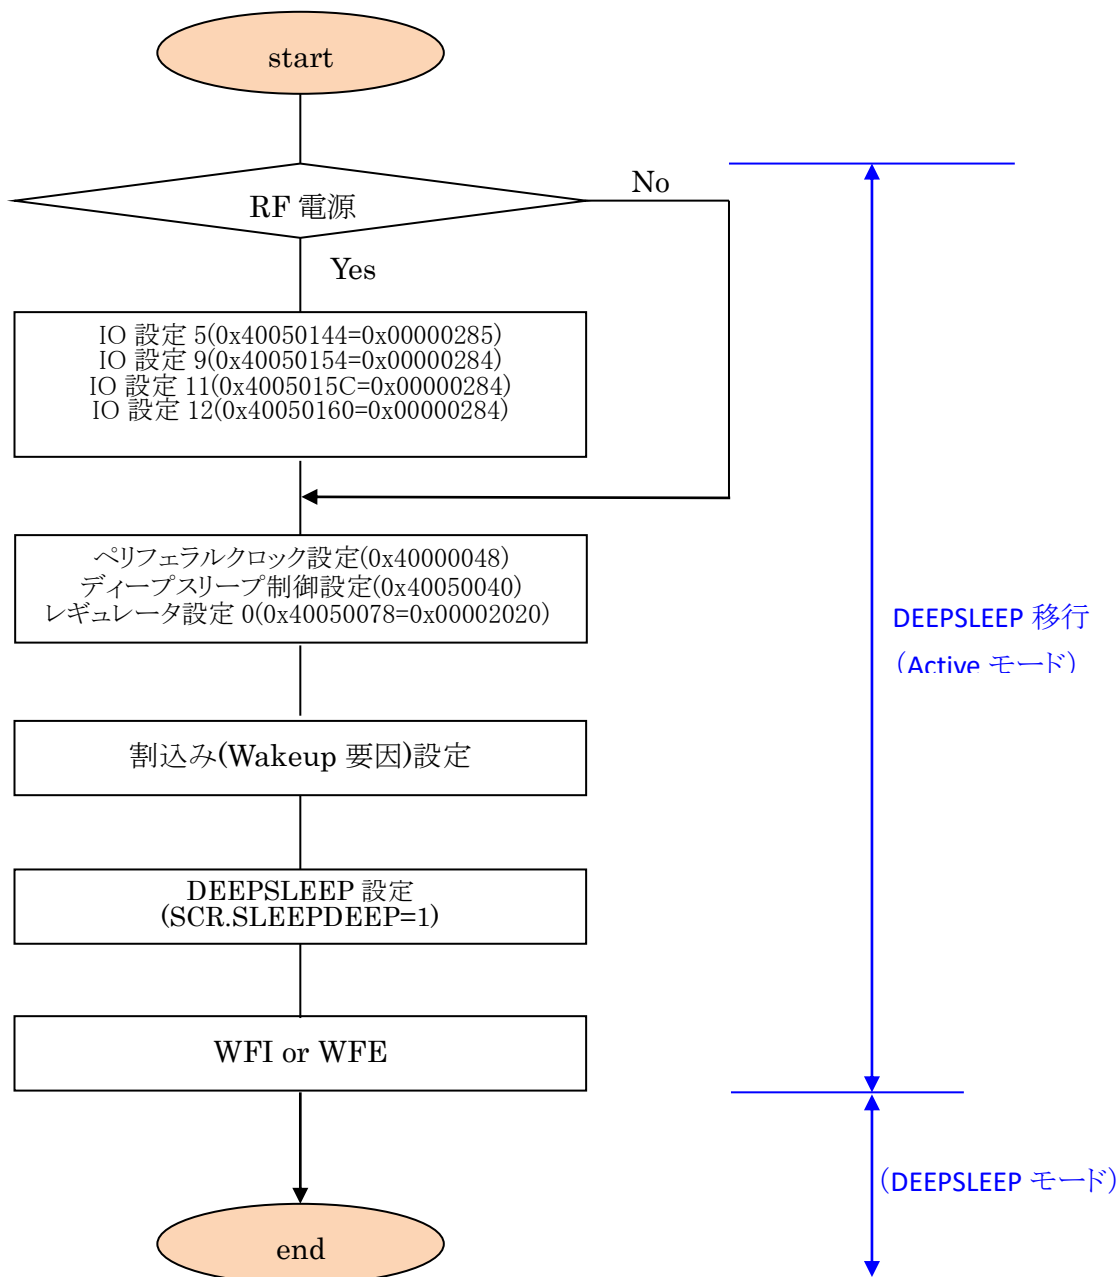 start
RF 電源
No
Yes
IO 設定 5(0x40050144=0x00000285)
IO 設定 9(0x40050154=0x00000284)
IO 設定 11(0x4005015C=0x00000284)
IO 設定 12(0x40050160=0x00000284)
ペリフェラルクロック設定(0x40000048)
ディープスリープ制御設定(0x40050040)
レギュレータ設定 0(0x40050078=0x00002020)
DEEPSLEEP 移行
(Active モード)
割込み(Wakeup 要因)設定
DEEPSLEEP 設定
(SCR.SLEEPDEEP=1)
WFI or WFE
(DEEPSLEEP モード)
end